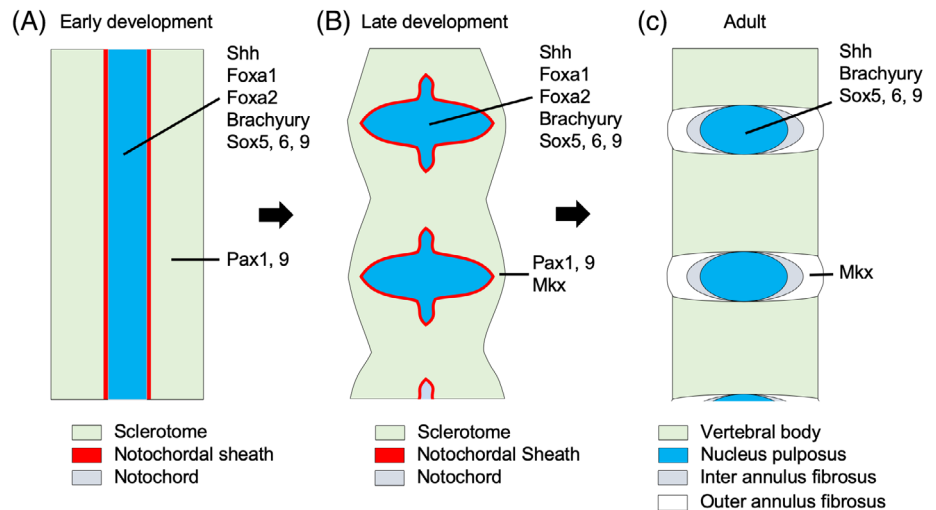 (A) Early development
Shh
Foxa1
Foxa2
Brachyury
Sox5, 6, 9
Pax1, 9
Sclerotome
Notochordal sheath
Notochord
(B) Late development
Shh
Foxa1
Foxa2
Brachyury
Sox5, 6, 9
Pax1, 9
Mkx
Sclerotome
Notochordal Sheath
Notochord
(c) Adult
Shh
Brachyury
Sox5, 6, 9
Mkx
Vertebral body
Nucleus pulposus
Inter annulus fibrosus
Outer annulus fibrosus